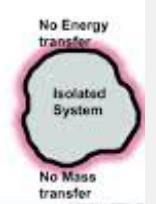 No Energy
transfer
Isolated
System
No Mass
transfer